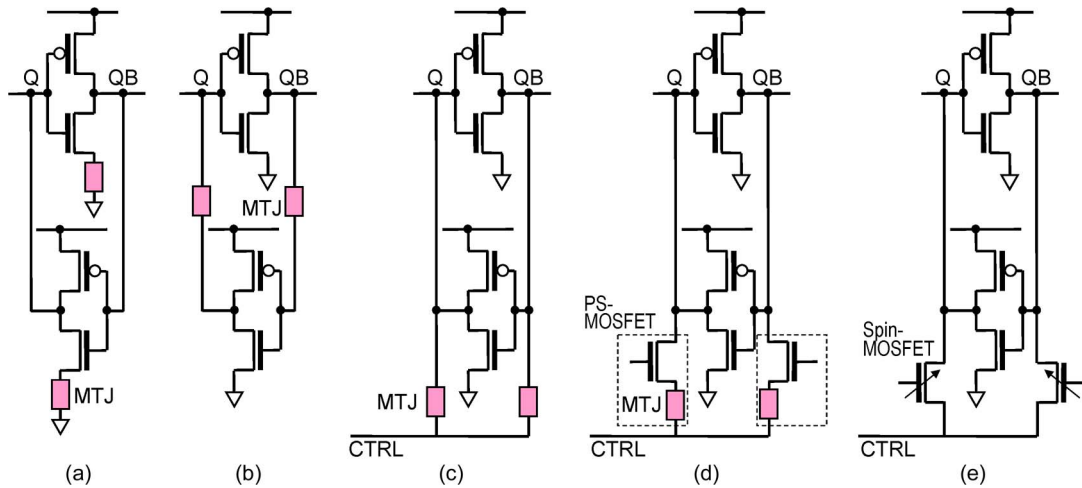 Q QB
MTJ
(a)
Q QB
MTJ
(b)
Q QB
MTJ
CTRL
(c)
Q QB
PS-
MOSFET
MTJ
CTRL
(d)
Q QB
Spin-
MOSFET
CTRL
(e)